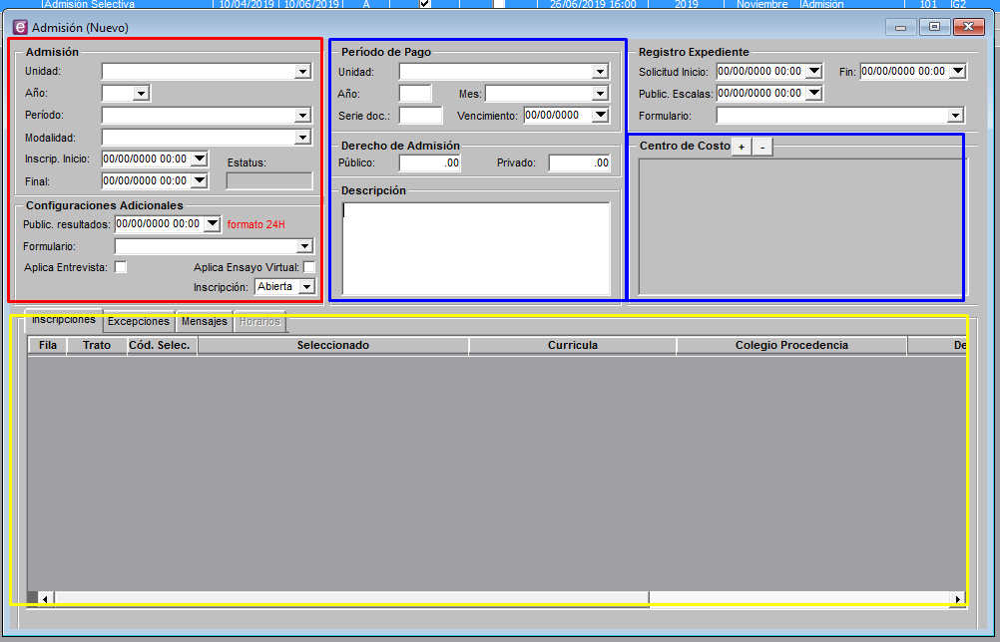 Admisión Selectiva 10/04/2019 10/06/2019 A 26/06/2019 16:00 2019 Noviembre Admisión 101 IG2
Admisión (Nuevo)
Admisión
Unidad:
Año:
Período:
Modalidad:
Inscrip. Inicio: 00/00/0000 00:00 Estatus:
Final: 00/00/0000 00:00
Configuraciones Adicionales
Public. resultados: 00/00/0000 00:00 formato 24H
Formulario:
Aplica Entrevista: Aplica Ensayo Virtual:
Inscripción: Abierta
Período de Pago
Unidad:
Año: Mes:
Serie doc.: Vencimiento: 00/00/0000
Derecho de Admisión
Público: .00 Privado: .00
Descripción
Registro Expediente
Solicitud Inicio: 00/00/0000 00:00 Fin: 00/00/0000 00:00
Public. Escalas: 00/00/0000 00:00
Formulario:
Centro de Costo + -
Inscripciones Excepciones Mensajes Horarios
Fila Trato Cód. Selec. Seleccionado Curricula Colegio Procedencia De